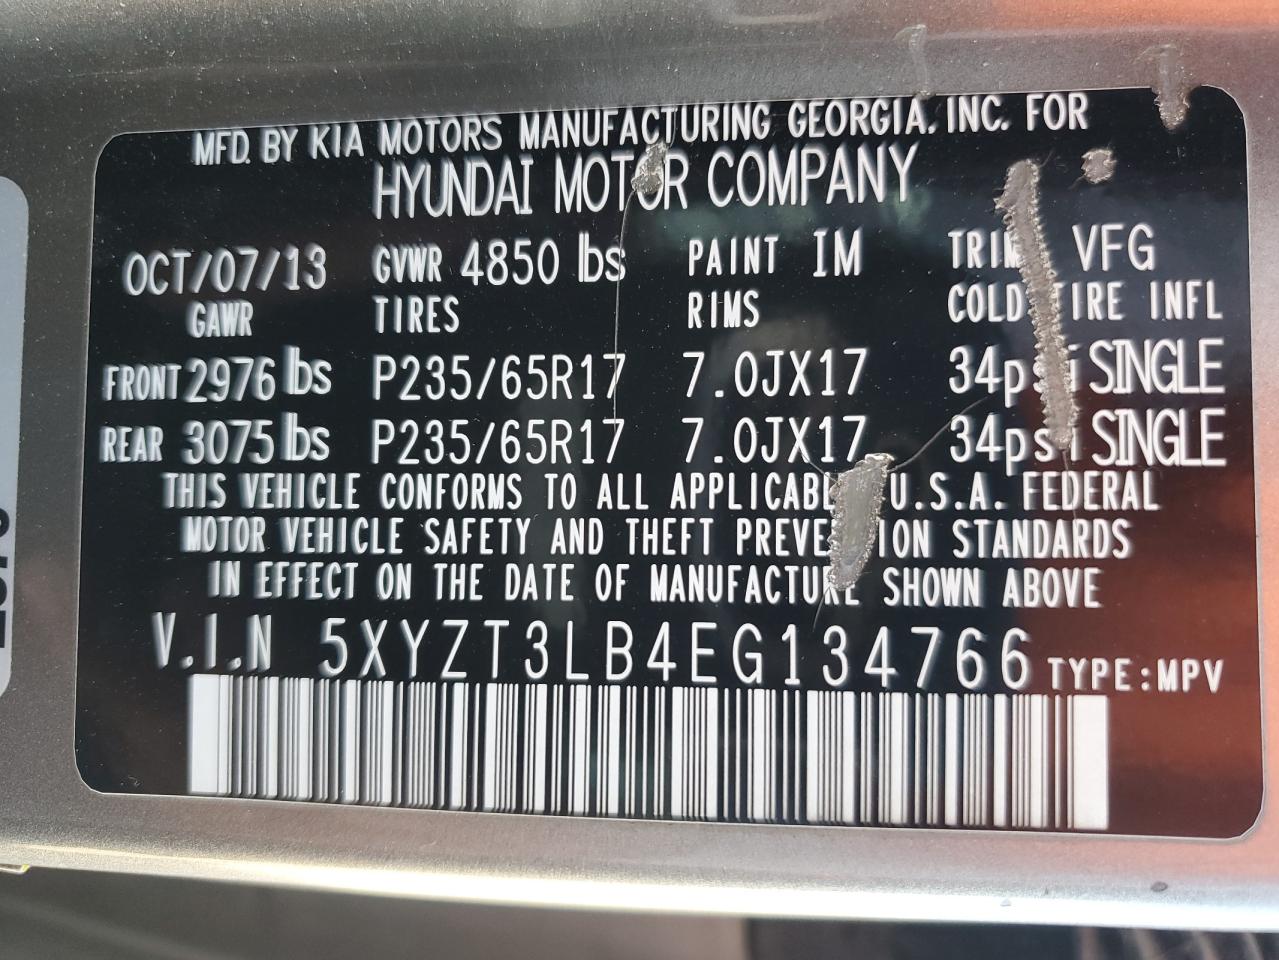 MFD. BY KIA MOTORS MANUFACTURING GEORGIA, INC. FOR
HYUNDAI MOTOR COMPANY
OCT/07/13 GVWR 4850 lbs PAINT IM TRIM VFG
GAWR TIRES RIMS COLD TIRE INFL
FRONT 2976 lbs P235/65R17 7.0JX17 34psi SINGLE
REAR 3075 lbs P235/65R17 7.0JX17 34psi SINGLE
THIS VEHICLE CONFORMS TO ALL APPLICABLE U.S.A. FEDERAL
MOTOR VEHICLE SAFETY AND THEFT PREVENTION STANDARDS
IN EFFECT ON THE DATE OF MANUFACTURE SHOWN ABOVE
V.I.N 5XYZT3LB4EG134766 TYPE:MPV